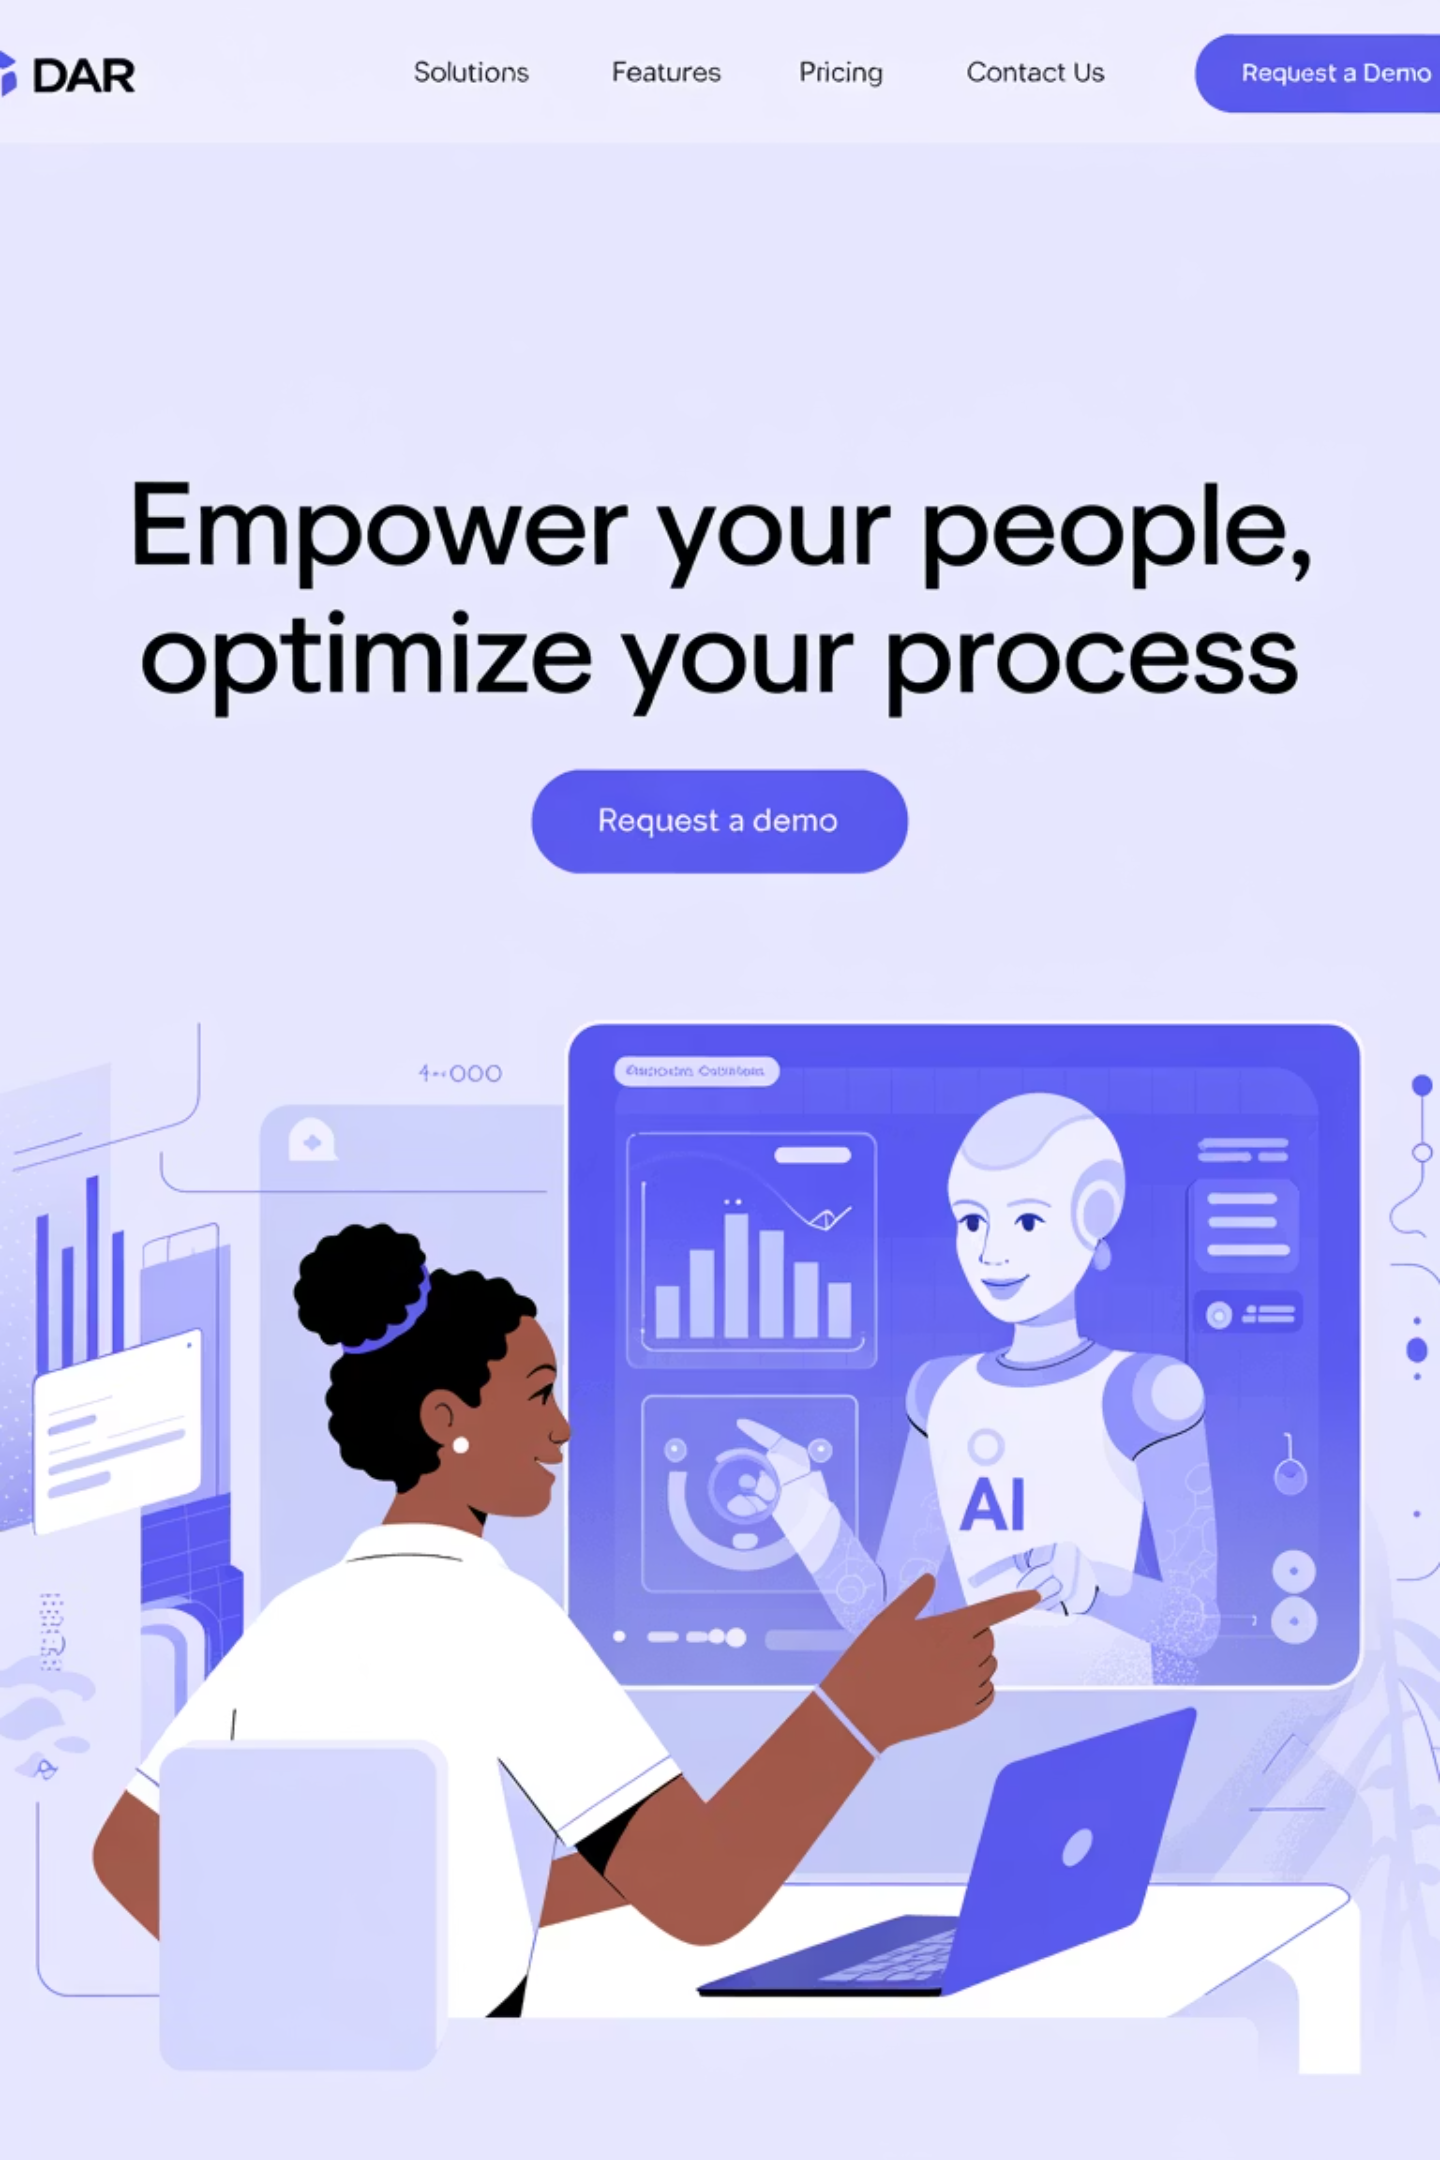 DAR
Solutions
Features
Pricing
Contact Us
Request a Demo
Empower your people,
optimize your process
Request a demo
AI